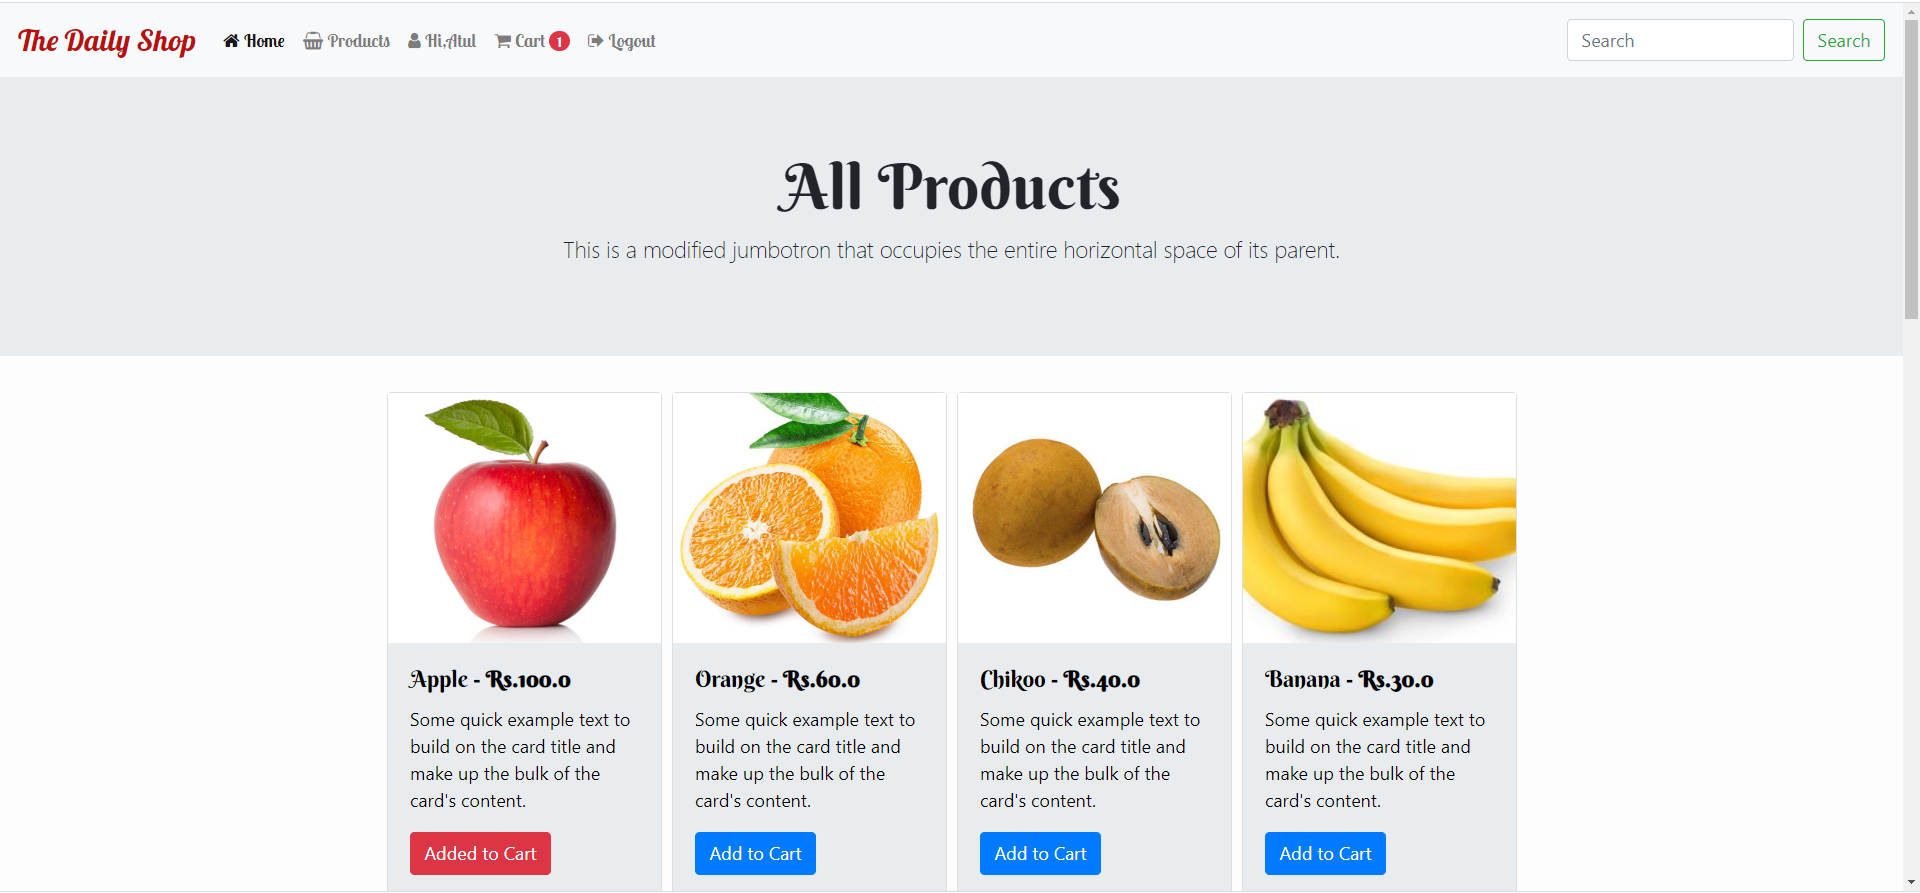 The Daily Shop Home Products Hi,Atul Cart 1 Logout Search Search
All Products
This is a modified jumbotron that occupies the entire horizontal space of its parent.
Apple - Rs.100.0
Some quick example text to
build on the card title and
make up the bulk of the
card's content.
Added to Cart
Orange - Rs.60.0
Some quick example text to
build on the card title and
make up the bulk of the
card's content.
Add to Cart
Chikoo - Rs.40.0
Some quick example text to
build on the card title and
make up the bulk of the
card's content.
Add to Cart
Banana - Rs.30.0
Some quick example text to
build on the card title and
make up the bulk of the
card's content.
Add to Cart